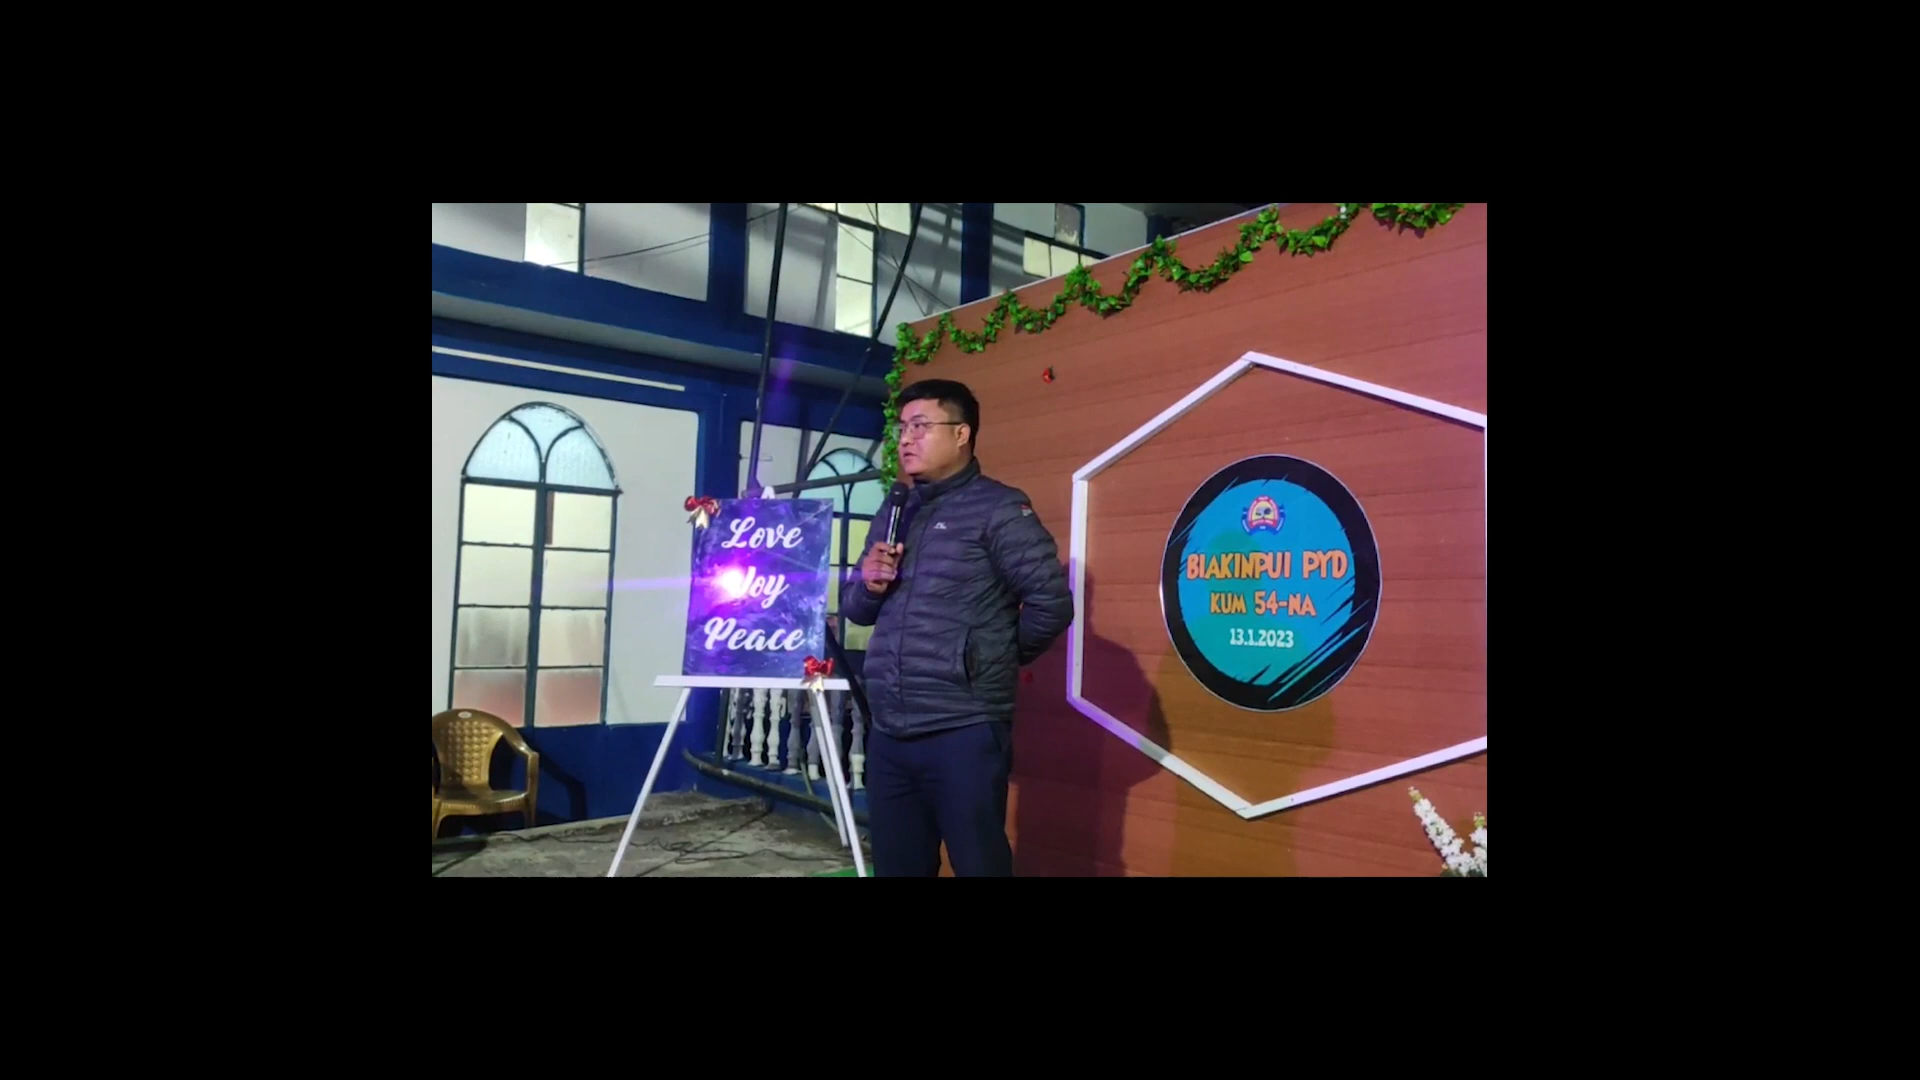 Love
Joy
Peace
BIAKINPUI PYD
KUM 54-NA
13.1.2023